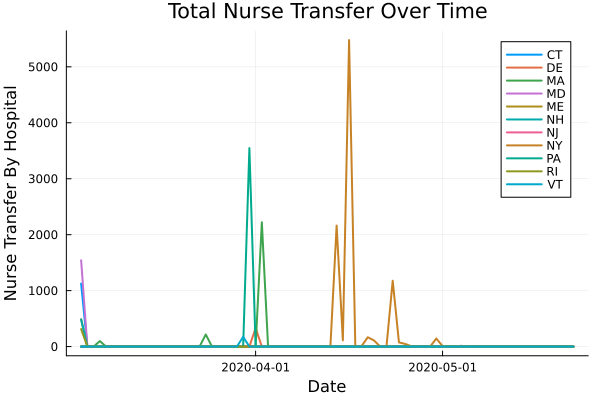 Total Nurse Transfer Over Time
Nurse Transfer By Hospital
5000
4000
3000
2000
1000
0
2020-04-01
2020-05-01
Date
CT
DE
MA
MD
ME
NH
NJ
NY
PA
RI
VT